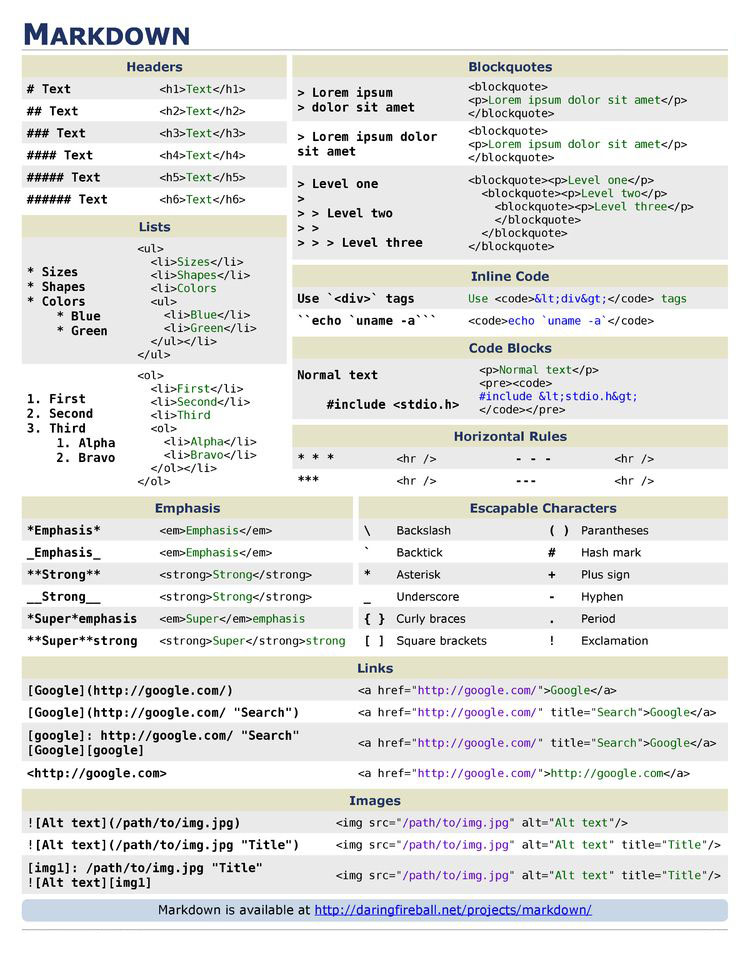 MARKDOWN
Headers
# Text <h1>Text</h1>
## Text <h2>Text</h2>
### Text <h3>Text</h3>
#### Text <h4>Text</h4>
##### Text <h5>Text</h5>
###### Text <h6>Text</h6>
Lists
* Sizes
* Shapes
* Colors
    * Blue
    * Green
<ul>
  <li>Sizes</li>
  <li>Shapes</li>
  <li>Colors
  <ul>
    <li>Blue</li>
    <li>Green</li>
  </ul></li>
</ul>
1. First
2. Second
3. Third
    1. Alpha
    2. Bravo
<ol>
  <li>First</li>
  <li>Second</li>
  <li>Third
  <ol>
    <li>Alpha</li>
    <li>Bravo</li>
  </ol></li>
</ol>
Blockquotes
> Lorem ipsum
> dolor sit amet
<blockquote>
<p>Lorem ipsum dolor sit amet</p>
</blockquote>
> Lorem ipsum dolor
sit amet
<blockquote>
<p>Lorem ipsum dolor sit amet</p>
</blockquote>
> Level one
>
> > Level two
> >
> > > Level three
<blockquote><p>Level one</p>
  <blockquote><p>Level two</p>
    <blockquote><p>Level three</p>
    </blockquote>
  </blockquote>
</blockquote>
Inline Code
Use `<div>` tags Use <code>&lt;div&gt;</code> tags
``echo `uname -a``` <code>echo `uname -a`</code>
Code Blocks
Normal text
    #include <stdio.h>
<p>Normal text</p>
<pre><code>
#include &lt;stdio.h&gt;
</code></pre>
Horizontal Rules
* * * <hr /> - - - <hr />
*** <hr /> --- <hr />
Emphasis
*Emphasis* <em>Emphasis</em>
_Emphasis_ <em>Emphasis</em>
**Strong** <strong>Strong</strong>
__Strong__ <strong>Strong</strong>
*Super*emphasis <em>Super</em>emphasis
**Super**strong <strong>Super</strong>strong
Escapable Characters
\ Backslash ( ) Parantheses
` Backtick # Hash mark
* Asterisk + Plus sign
_ Underscore - Hyphen
{ } Curly braces . Period
[ ] Square brackets ! Exclamation
Links
[Google](http://google.com/) <a href="http://google.com/">Google</a>
[Google](http://google.com/ "Search") <a href="http://google.com/" title="Search">Google</a>
[google]: http://google.com/ "Search"
[Google][google]
<a href="http://google.com/" title="Search">Google</a>
<http://google.com> <a href="http://google.com/">http://google.com</a>
Images
![Alt text](/path/to/img.jpg) <img src="/path/to/img.jpg" alt="Alt text"/>
![Alt text](/path/to/img.jpg "Title") <img src="/path/to/img.jpg" alt="Alt text" title="Title"/>
[img1]: /path/to/img.jpg "Title"
![Alt text][img1]
<img src="/path/to/img.jpg" alt="Alt text" title="Title"/>
Markdown is available at http://daringfireball.net/projects/markdown/